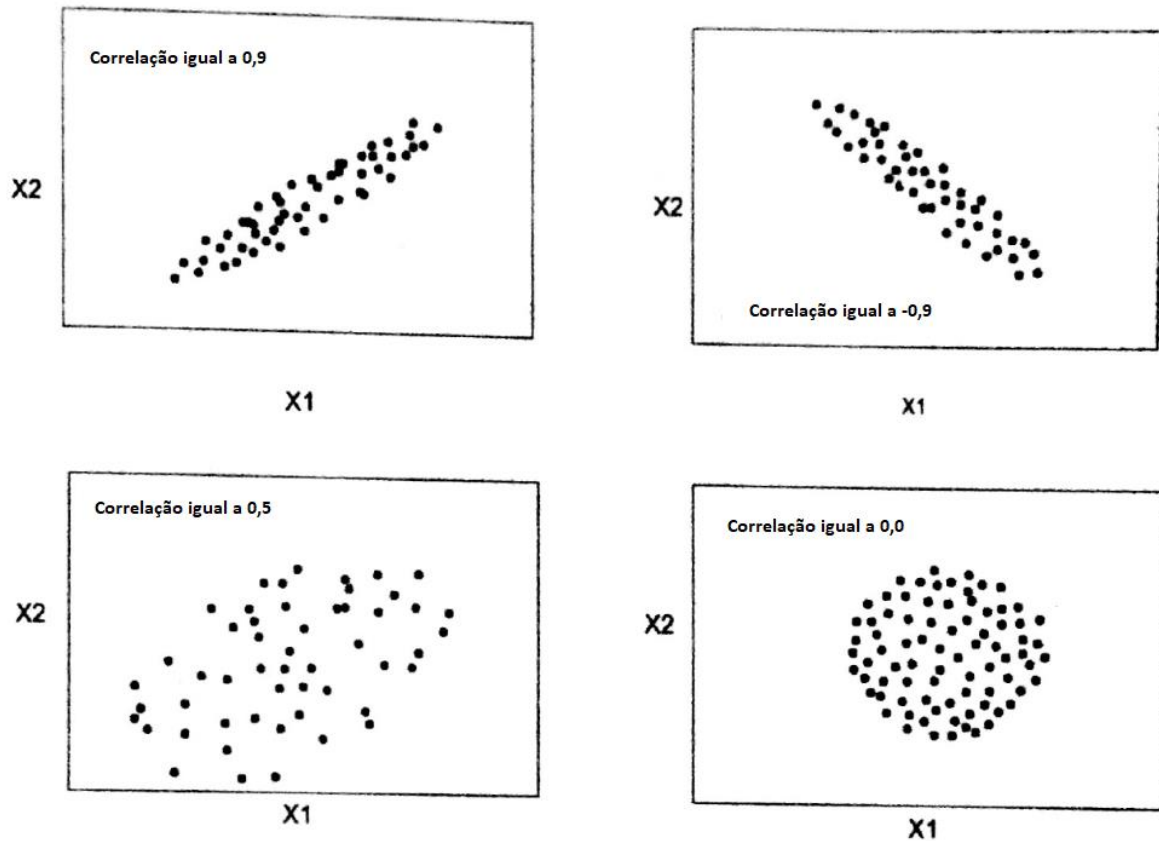 Correlação igual a 0,9
X2
X1
Correlação igual a -0,9
X2
X1
Correlação igual a 0,5
X2
X1
Correlação igual a 0,0
X2
X1